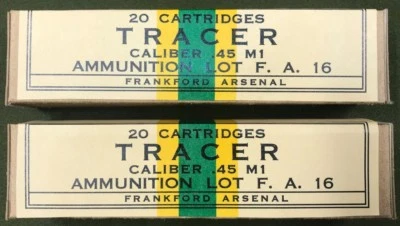 20 CARTRIDGES
TRACER
CALIBER .45 M1
AMMUNITION LOT F. A. 16
FRANKFORD ARSENAL
20 CARTRIDGES
TRACER
CALIBER .45 M1
AMMUNITION LOT F. A. 16
FRANKFORD ARSENAL